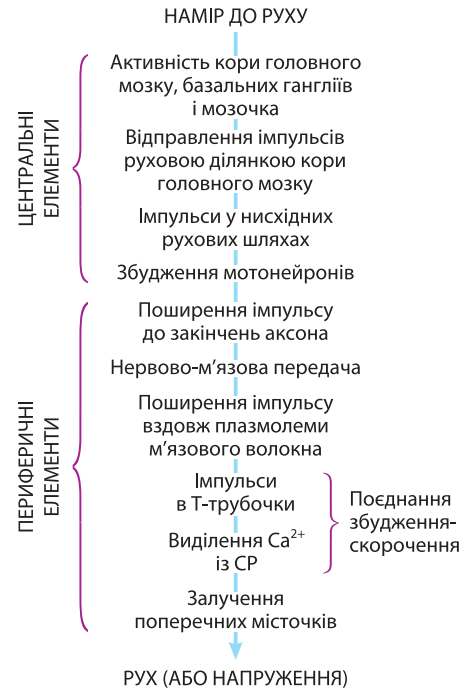 НАМІР ДО РУХУ
ЦЕНТРАЛЬНІ
ЕЛЕМЕНТИ
Активність кори головного
мозку, базальних гангліїв
і мозочка
Відправлення імпульсів
руховою ділянкою кори
головного мозку
Імпульси у нисхідних
рухових шляхах
Збудження мотонейронів
ПЕРИФЕРИЧНІ
ЕЛЕМЕНТИ
Поширення імпульсу
до закінчень аксона
Нервово-м’язова передача
Поширення імпульсу
вздовж плазмолеми
м’язового волокна
Імпульси
в Т-трубочки
Виділення Ca²⁺
із СР
Поєднання
збудження-
скорочення
Залучення
поперечних місточків
РУХ (АБО НАПРУЖЕННЯ)